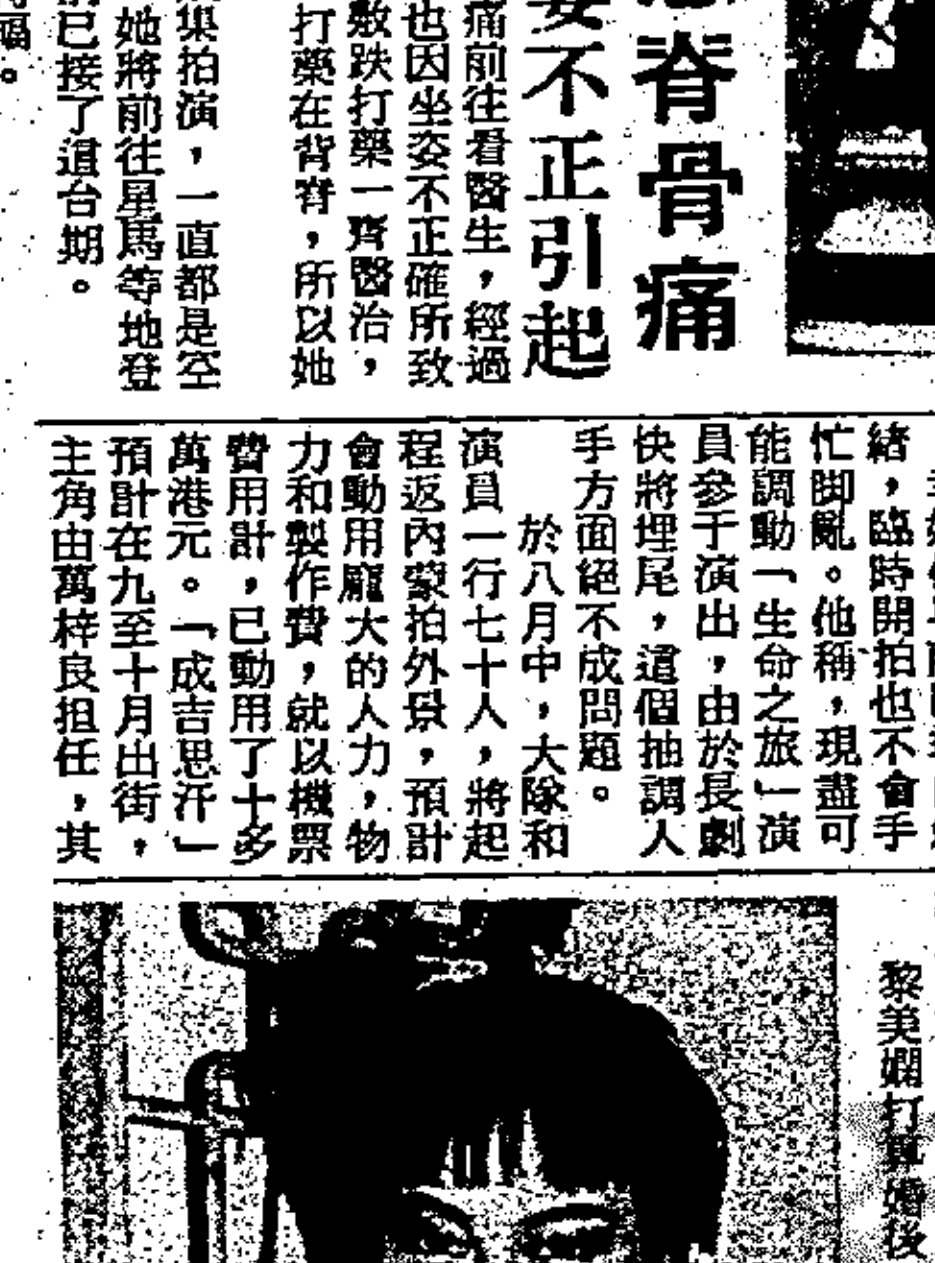 脊骨痛
姿不正引起
痛前往看醫生，經過
也因坐姿不正確所致
敷跌打藥一齊醫治，
打藥在背脊，所以她
集拍演，一直都是空
她將前往星馬等地登
已接了這台期。
福。
緒，臨時開拍也不會手
忙脚亂。他稱，現盡可
能調動「生命之旅」演
員參于演出，由於長劇
快將埋尾，這個抽調人
手方面絕不成問題。
於八月中，大隊和
演員一行七十人，將起
程返內蒙拍外景，預計
會動用龐大的人力，物
力和製作費，就以機票
費用計，已動用了十多
萬港元。「成吉思汗」
預計在九至十月出街，
主角由萬梓良担任，其
黎美嫻打算婚後